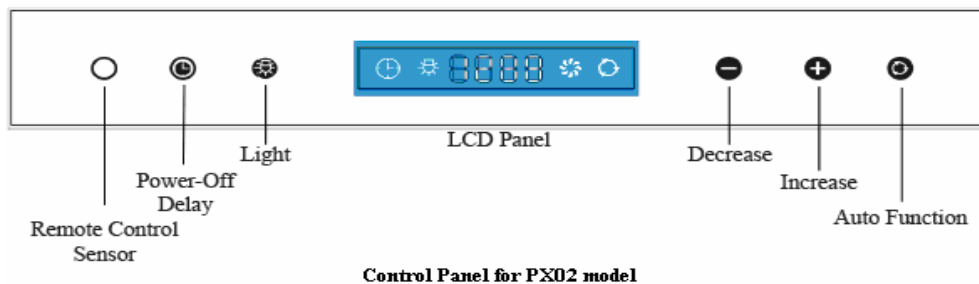 LCD Panel
Light
Decrease
Power-Off
Delay
Increase
Remote Control
Sensor
Auto Function
Control Panel for PX02 model